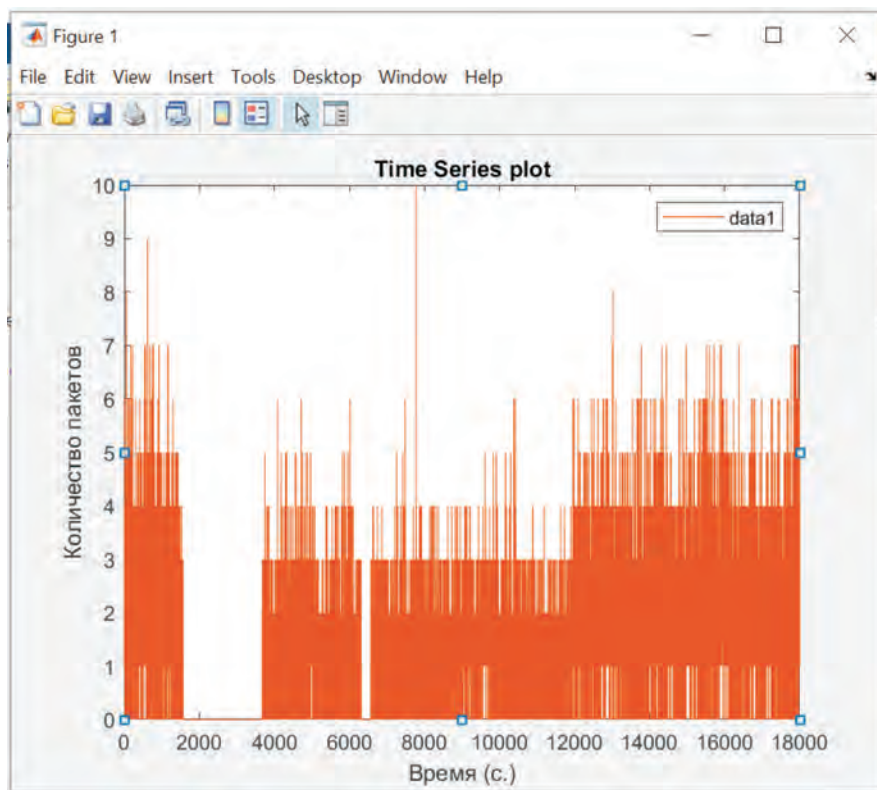 Figure 1
File Edit View Insert Tools Desktop Window Help
Time Series plot
data1
Количество пакетов
10
9
8
7
6
5
4
3
2
1
0
0 2000 4000 6000 8000 10000 12000 14000 16000 18000
Время (с.)